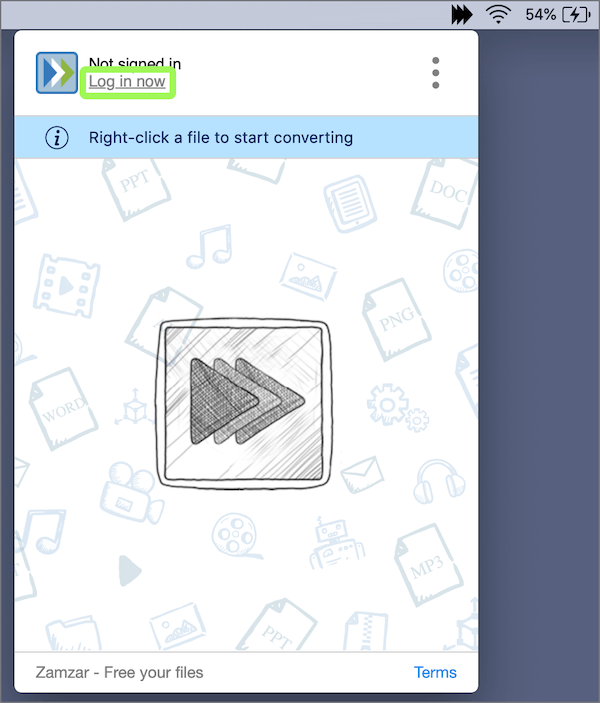 54%
Not signed in
Log in now
Right-click a file to start converting
PPT
DOC
PNG
WORD
MP3
PPT
Zamzar - Free your files
Terms